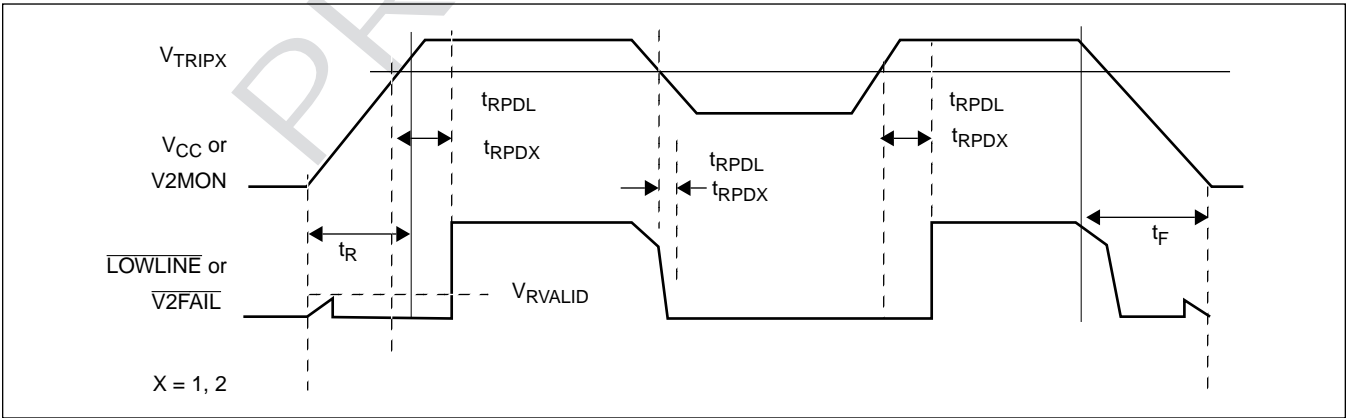 VTRIPX
tRPDL
tRPDX
tRPDL
tRPDX
tRPDL
tRPDX
VCC or
V2MON
tR
tF
LOWLINE or
V2FAIL
VRVALID
X = 1, 2